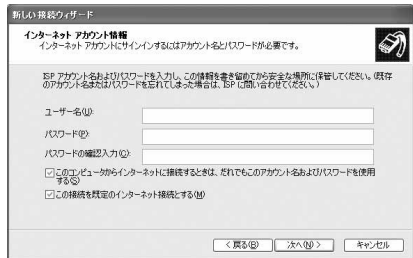 新しい接続ウィザード
インターネット アカウント情報
インターネット アカウントにサインインするにはアカウント名とパスワードが必要です。
ISP アカウント名およびパスワードを入力し、この情報を書き留めてから安全な場所に保管してください。(既存
のアカウント名またはパスワードを忘れてしまった場合は、ISP に問い合わせてください。)
ユーザー名(U):
パスワード(P):
パスワードの確認入力(C):
このコンピュータからインターネットに接続するときは、だれでもこのアカウント名およびパスワードを使用
する(S)
この接続を既定のインターネット接続とする(M)
< 戻る(B)
次へ(N) >
キャンセル